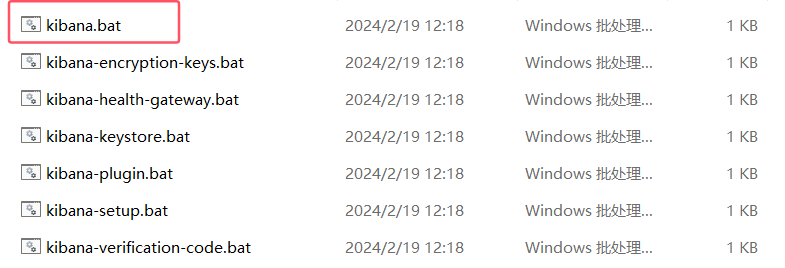 kibana.bat 2024/2/19 12:18 Windows 批处理... 1 KB
kibana-encryption-keys.bat 2024/2/19 12:18 Windows 批处理... 1 KB
kibana-health-gateway.bat 2024/2/19 12:18 Windows 批处理... 1 KB
kibana-keystore.bat 2024/2/19 12:18 Windows 批处理... 1 KB
kibana-plugin.bat 2024/2/19 12:18 Windows 批处理... 1 KB
kibana-setup.bat 2024/2/19 12:18 Windows 批处理... 1 KB
kibana-verification-code.bat 2024/2/19 12:18 Windows 批处理... 1 KB